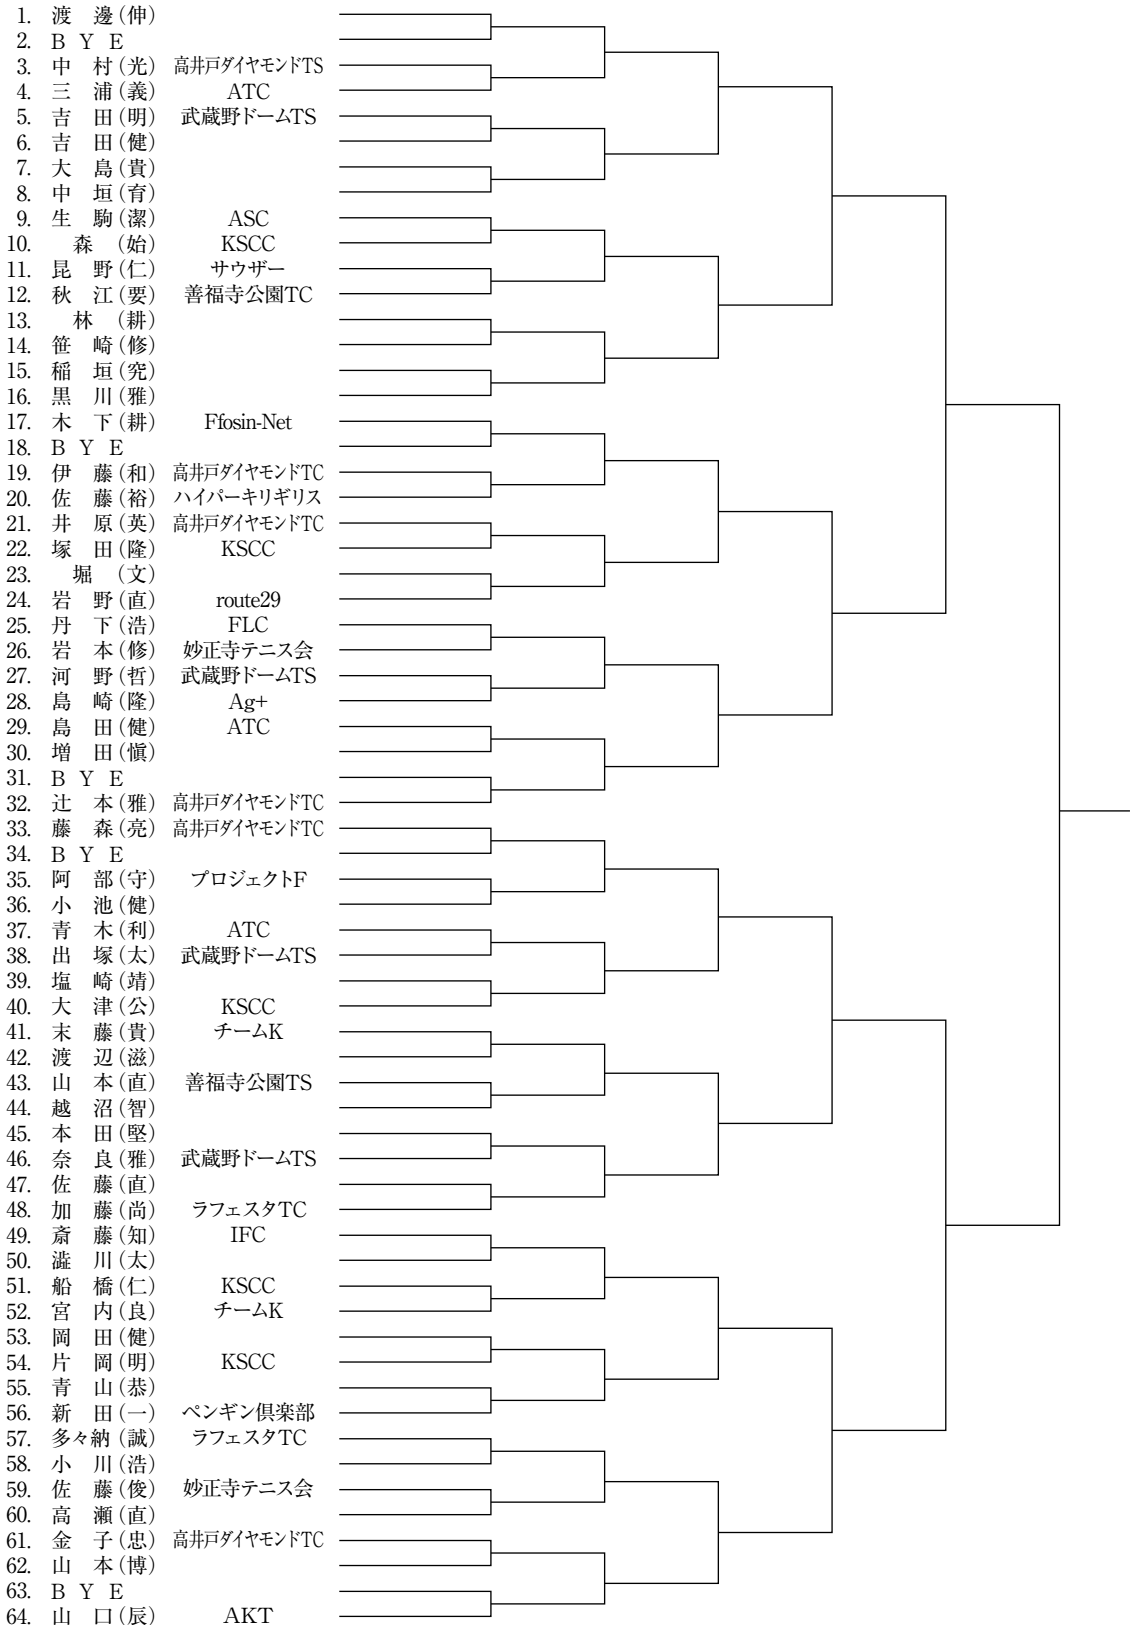 1. 渡 邊(伸)
2. B Y E
3. 中 村(光) 高井戸ダイヤモンドTS
4. 三 浦(義) ATC
5. 吉 田(明) 武蔵野ドームTS
6. 吉 田(健)
7. 大 島(貴)
8. 中 垣(育)
9. 生 駒(潔) ASC
10. 森 (始) KSCC
11. 昆 野(仁) サウザー
12. 秋 江(要) 善福寺公園TC
13. 林 (耕)
14. 笹 崎(修)
15. 稲 垣(究)
16. 黒 川(雅)
17. 木 下(耕) Ffosin-Net
18. B Y E
19. 伊 藤(和) 高井戸ダイヤモンドTC
20. 佐 藤(裕) ハイパーキリギリス
21. 井 原(英) 高井戸ダイヤモンドTC
22. 塚 田(隆) KSCC
23. 堀 (文)
24. 岩 野(直) route29
25. 丹 下(浩) FLC
26. 岩 本(修) 妙正寺テニス会
27. 河 野(哲) 武蔵野ドームTS
28. 島 崎(隆) Ag+
29. 島 田(健) ATC
30. 増 田(愼)
31. B Y E
32. 辻 本(雅) 高井戸ダイヤモンドTC
33. 藤 森(亮) 高井戸ダイヤモンドTC
34. B Y E
35. 阿 部(守) プロジェクトF
36. 小 池(健)
37. 青 木(利) ATC
38. 出 塚(太) 武蔵野ドームTS
39. 塩 崎(靖)
40. 大 津(公) KSCC
41. 末 藤(貴) チームK
42. 渡 辺(滋)
43. 山 本(直) 善福寺公園TS
44. 越 沼(智)
45. 本 田(堅)
46. 奈 良(雅) 武蔵野ドームTS
47. 佐 藤(直)
48. 加 藤(尚) ラフェスタTC
49. 斎 藤(知) IFC
50. 澁 川(太)
51. 船 橋(仁) KSCC
52. 宮 内(良) チームK
53. 岡 田(健)
54. 片 岡(明) KSCC
55. 青 山(恭)
56. 新 田(一) ペンギン倶楽部
57. 多々納(誠) ラフェスタTC
58. 小 川(浩)
59. 佐 藤(俊) 妙正寺テニス会
60. 高 瀬(直)
61. 金 子(忠) 高井戸ダイヤモンドTC
62. 山 本(博)
63. B Y E
64. 山 口(辰) AKT